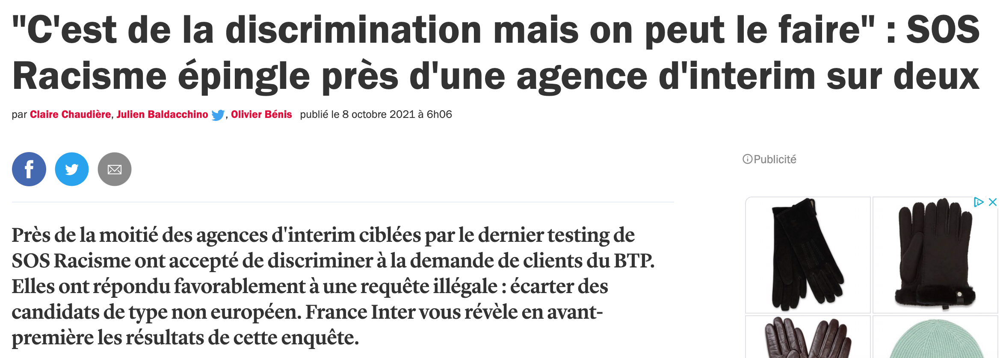 "C'est de la discrimination mais on peut le faire" : SOS
Racisme épingle près d'une agence d'interim sur deux
par Claire Chaudière, Julien Baldacchino , Olivier Bénis publié le 8 octobre 2021 à 6h06
Publicité
Près de la moitié des agences d'interim ciblées par le dernier testing de
SOS Racisme ont accepté de discriminer à la demande de clients du BTP.
Elles ont répondu favorablement à une requête illégale : écarter des
candidats de type non européen. France Inter vous révèle en avant-
première les résultats de cette enquête.